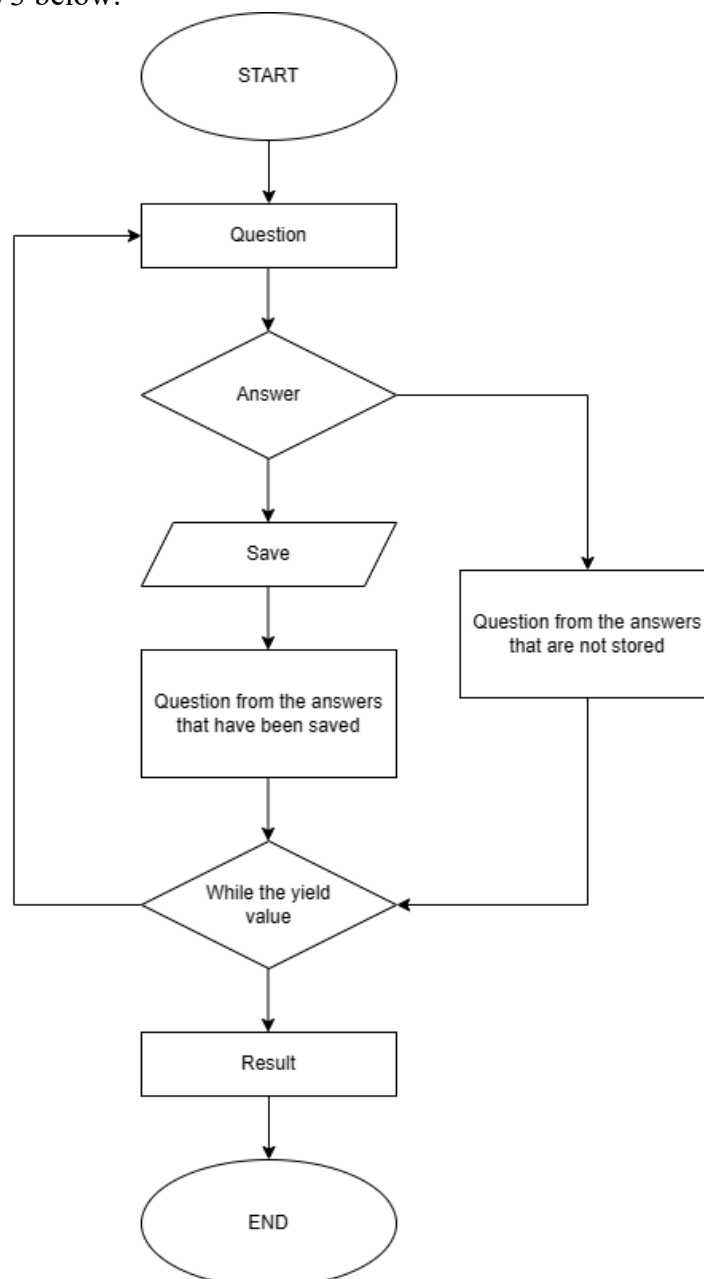 5 below.
START
Question
Answer
Save
Question from the answers
that are not stored
Question from the answers
that have been saved
While the yield
value
Result
END